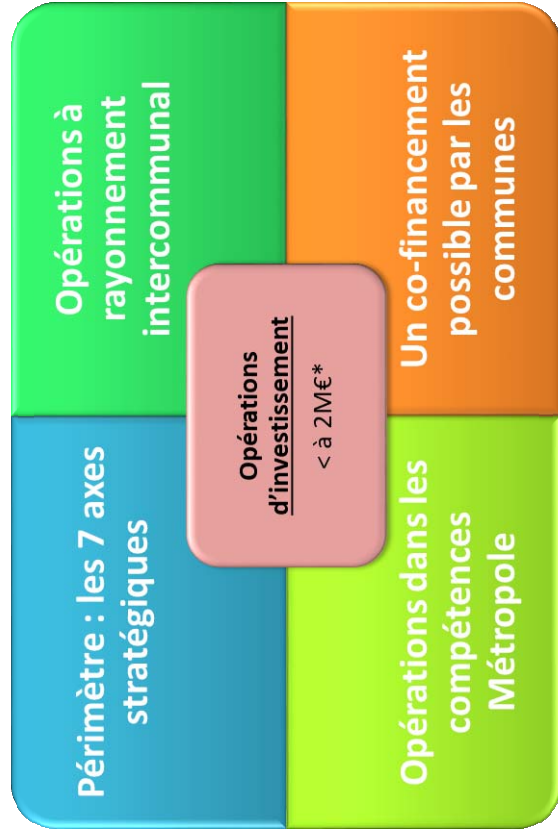 Périmètre : les 7 axes
stratégiques
Opérations à
rayonnement
intercommunal
Opérations
d'investissement
< à 2M€*
Opérations dans les
compétences
Métropole
Un co-financement
possible par les
communes